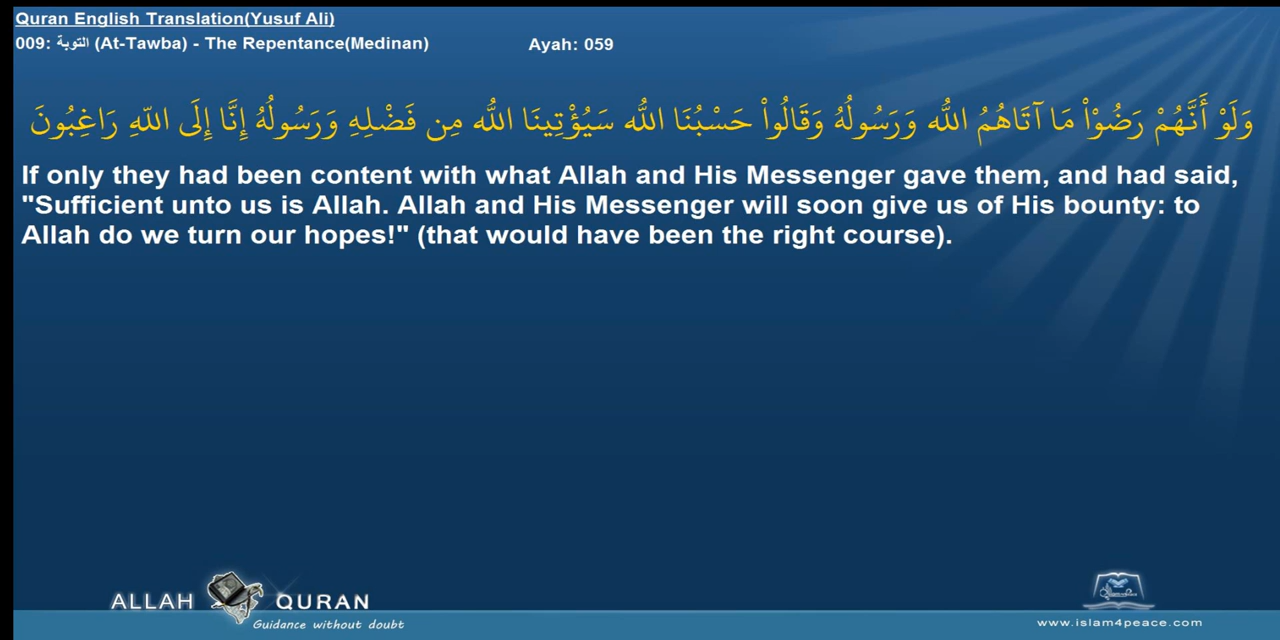 Quran English Translation(Yusuf Ali)
009: التوبة (At-Tawba) - The Repentance(Medinan) Ayah: 059
وَلَوْ أَنَّهُمْ رَضُوْاْ مَا آتَاهُمُ اللّه وَرَسُولُهُ وَقَالُواْ حَسْبُنَا اللّه سَيُؤْتِينَا اللّه مِن فَضْلِهِ وَرَسُولُهُ إِنَّا إِلَى اللّهِ رَاغِبُونَ
If only they had been content with what Allah and His Messenger gave them, and had said,
"Sufficient unto us is Allah. Allah and His Messenger will soon give us of His bounty: to
Allah do we turn our hopes!" (that would have been the right course).
ALLAH QURAN
Guidance without doubt
www.islam4peace.com